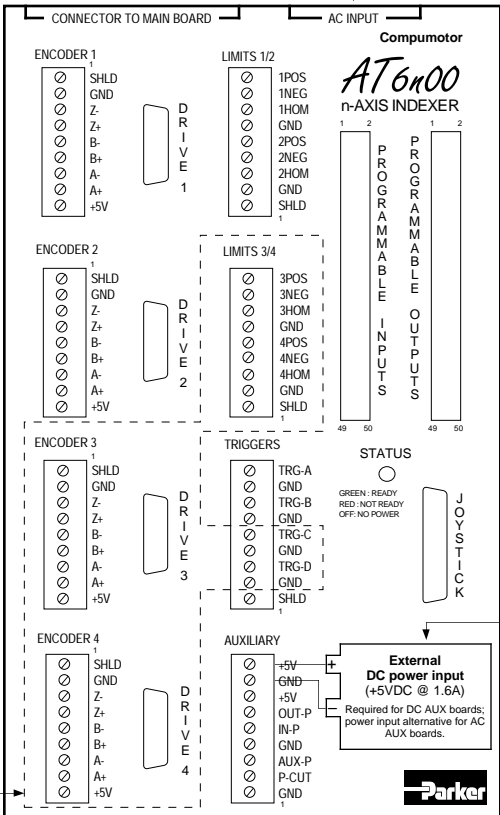 CONNECTOR TO MAIN BOARD
AC INPUT
Compumotor
AT6n00
n-AXIS INDEXER
ENCODER 1
1
SHLD
GND
Z-
Z+
B-
B+
A-
A+
+5V
DRIVE 1
LIMITS 1/2
1POS
1NEG
1HOM
GND
2POS
2NEG
2HOM
GND
SHLD
1
1 2
PROGRAMMABLE INPUTS
49 50
1 2
PROGRAMMABLE OUTPUTS
49 50
ENCODER 2
1
SHLD
GND
Z-
Z+
B-
B+
A-
A+
+5V
DRIVE 2
LIMITS 3/4
3POS
3NEG
3HOM
GND
4POS
4NEG
4HOM
GND
SHLD
1
ENCODER 3
1
SHLD
GND
Z-
Z+
B-
B+
A-
A+
+5V
DRIVE 3
TRIGGERS
TRG-A
GND
TRG-B
GND
TRG-C
GND
TRG-D
GND
SHLD
1
STATUS
GREEN : READY
RED : NOT READY
OFF: NO POWER
JOYSTICK
ENCODER 4
1
SHLD
GND
Z-
Z+
B-
B+
A-
A+
+5V
DRIVE 4
AUXILIARY
+5V
GND
+5V
OUT-P
IN-P
GND
AUX-P
P-CUT
GND
1
+
–
External
DC power input
(+5VDC @ 1.6A)
Required for DC AUX boards;
power input alternative for AC
AUX boards.
Parker